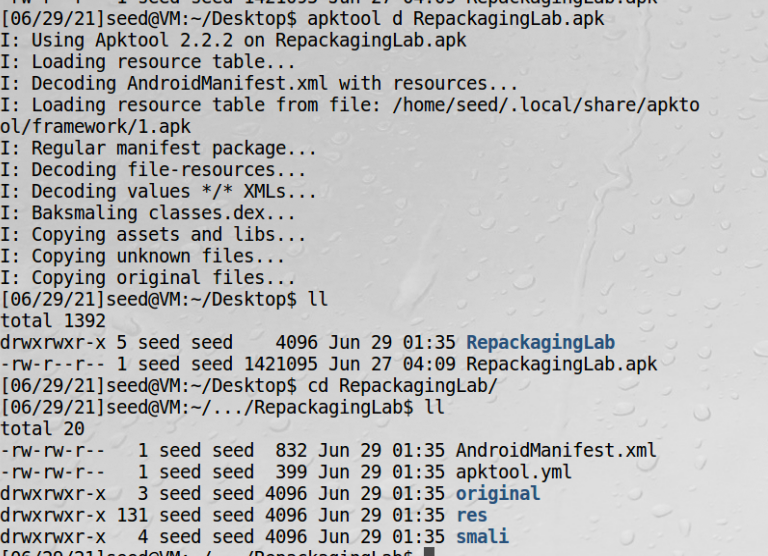 -rw-r--r-- 1 seed seed 1421095 Jun 27 04:09 RepackagingLab.apk
[06/29/21]seed@VM:~/Desktop$ apktool d RepackagingLab.apk
I: Using Apktool 2.2.2 on RepackagingLab.apk
I: Loading resource table...
I: Decoding AndroidManifest.xml with resources...
I: Loading resource table from file: /home/seed/.local/share/apkto
ol/framework/1.apk
I: Regular manifest package...
I: Decoding file-resources...
I: Decoding values */* XMLs...
I: Baksmaling classes.dex...
I: Copying assets and libs...
I: Copying unknown files...
I: Copying original files...
[06/29/21]seed@VM:~/Desktop$ ll
total 1392
drwxrwxr-x 5 seed seed    4096 Jun 29 01:35 RepackagingLab
-rw-r--r-- 1 seed seed 1421095 Jun 27 04:09 RepackagingLab.apk
[06/29/21]seed@VM:~/Desktop$ cd RepackagingLab/
[06/29/21]seed@VM:~/.../RepackagingLab$ ll
total 20
-rw-rw-r--   1 seed seed  832 Jun 29 01:35 AndroidManifest.xml
-rw-rw-r--   1 seed seed  399 Jun 29 01:35 apktool.yml
drwxrwxr-x   3 seed seed 4096 Jun 29 01:35 original
drwxrwxr-x 131 seed seed 4096 Jun 29 01:35 res
drwxrwxr-x   4 seed seed 4096 Jun 29 01:35 smali
[06/29/21]seed@VM:~/.../RepackagingLab$